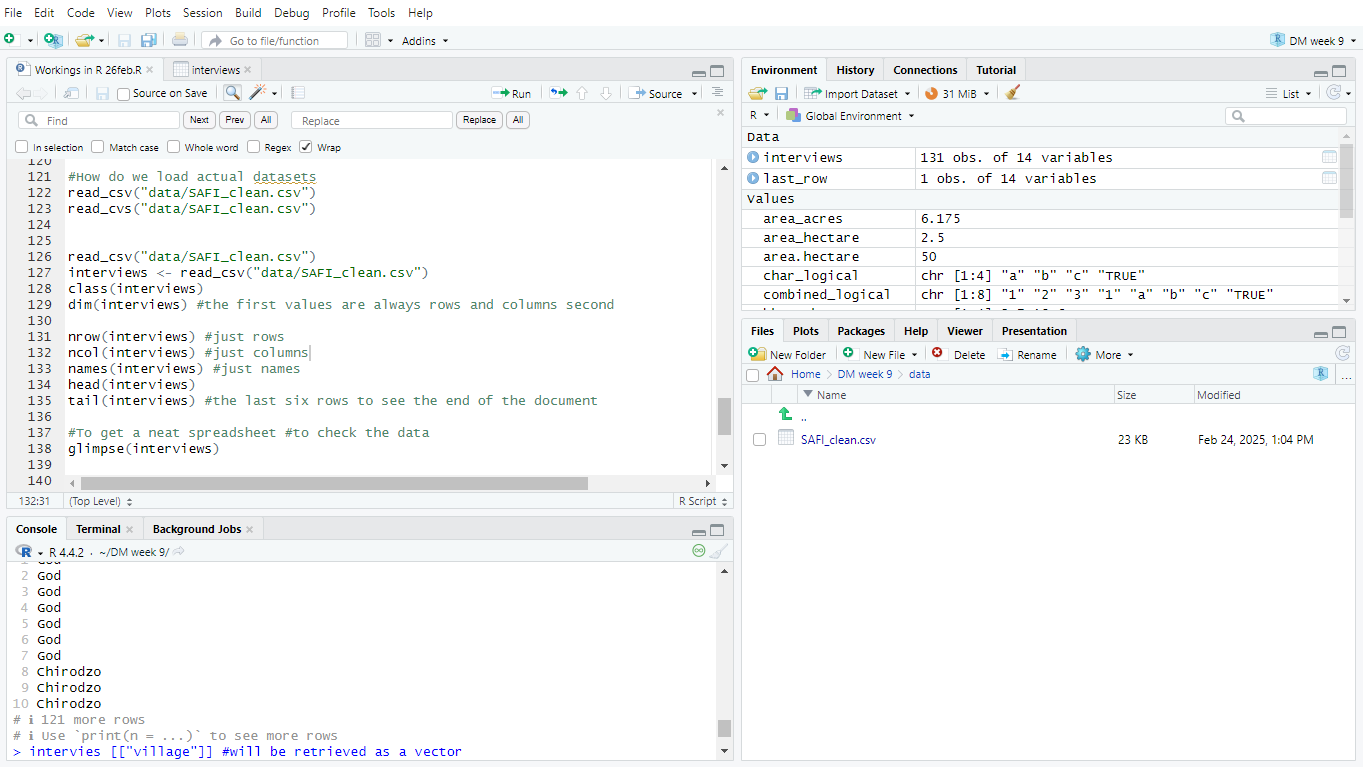 File Edit Code View Plots Session Build Debug Profile Tools Help
Go to file/function Addins DM week 9
Workings in R 26feb.R interviews
Source on Save Run Source
Find Next Prev All Replace Replace All
In selection Match case Whole word Regex Wrap
120
121 #How do we load actual datasets
122 read_csv("data/SAFI_clean.csv")
123 read_cvs("data/SAFI_clean.csv")
124
125
126 read_csv("data/SAFI_clean.csv")
127 interviews <- read_csv("data/SAFI_clean.csv")
128 class(interviews)
129 dim(interviews) #the first values are always rows and columns second
130
131 nrow(interviews) #just rows
132 ncol(interviews) #just columns
133 names(interviews) #just names
134 head(interviews)
135 tail(interviews) #the last six rows to see the end of the document
136
137 #To get a neat spreadsheet #to check the data
138 glimpse(interviews)
139
140
132:31 (Top Level) R Script
Console Terminal Background Jobs
R R 4.4.2 · ~/DM week 9/
1 God
2 God
3 God
4 God
5 God
6 God
7 God
8 Chirodzo
9 Chirodzo
10 Chirodzo
# ℹ 121 more rows
# ℹ Use `print(n = ...)` to see more rows
> intervies [["village"]] #will be retrieved as a vector
Environment History Connections Tutorial
Import Dataset 31 MiB List
R Global Environment
Data
interviews 131 obs. of 14 variables
last_row 1 obs. of 14 variables
Values
area_acres 6.175
area_hectare 2.5
area.hectare 50
char_logical chr [1:4] "a" "b" "c" "TRUE"
combined_logical chr [1:8] "1" "2" "3" "1" "a" "b" "c" "TRUE"
Files Plots Packages Help Viewer Presentation
New Folder New File Delete Rename More
Home DM week 9 data ...
Name Size Modified
..
SAFI_clean.csv 23 KB Feb 24, 2025, 1:04 PM